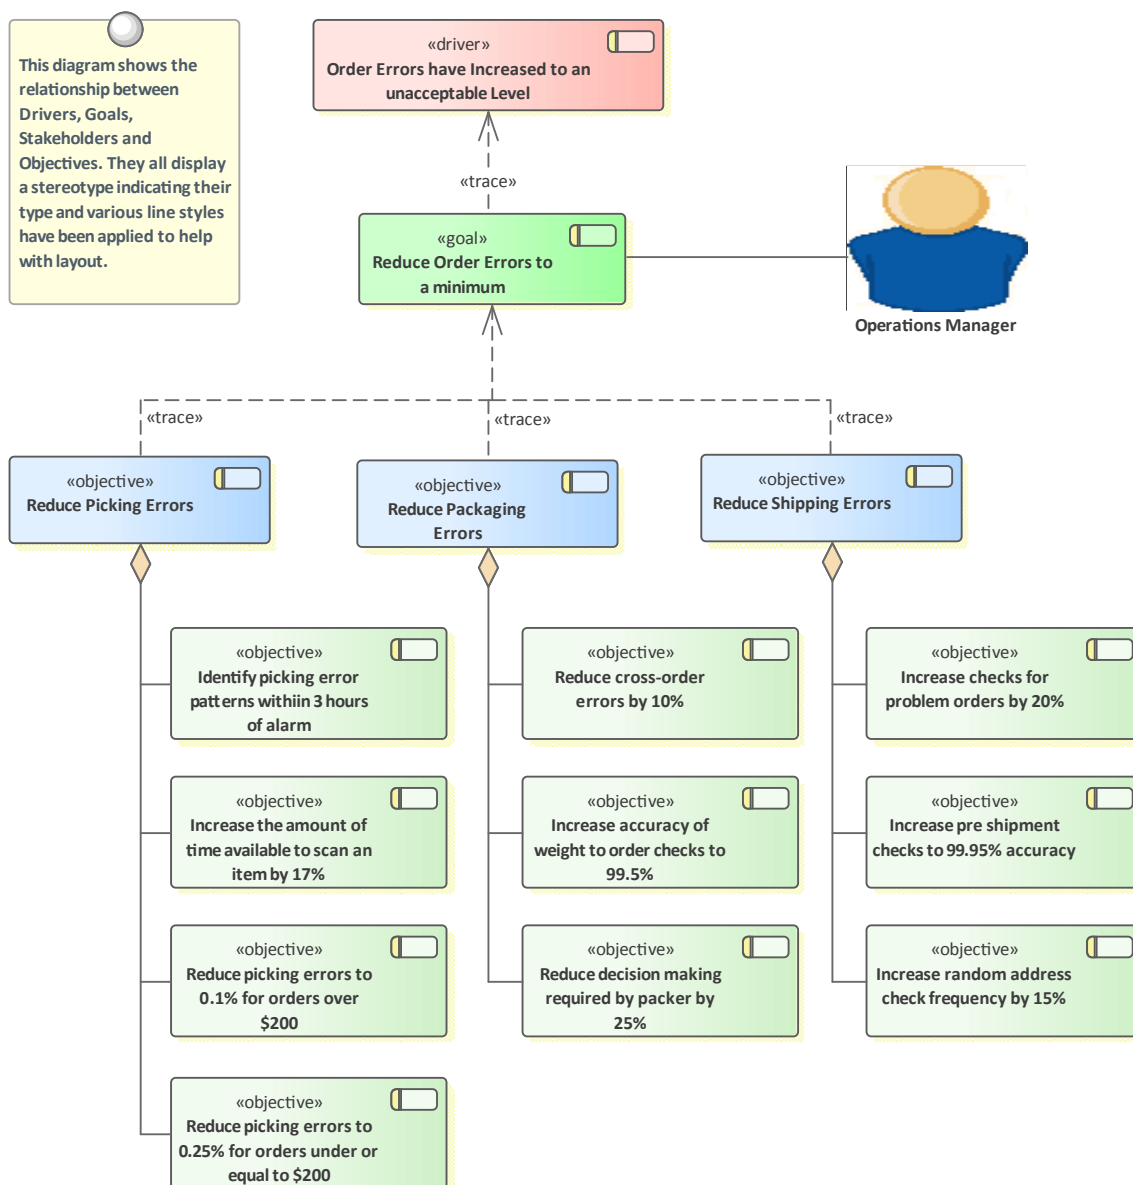 This diagram shows the
relationship between
Drivers, Goals,
Stakeholders and
Objectives. They all display
a stereotype indicating their
type and various line styles
have been applied to help
with layout.
«driver»
Order Errors have Increased to an
unacceptable Level
«trace»
«goal»
Reduce Order Errors to
a minimum
Operations Manager
«trace»
«trace»
«trace»
«objective»
Reduce Picking Errors
«objective»
Reduce Packaging
Errors
«objective»
Reduce Shipping Errors
«objective»
Identify picking error
patterns withiin 3 hours
of alarm
«objective»
Reduce cross-order
errors by 10%
«objective»
Increase checks for
problem orders by 20%
«objective»
Increase the amount of
time available to scan an
item by 17%
«objective»
Increase accuracy of
weight to order checks to
99.5%
«objective»
Increase pre shipment
checks to 99.95% accuracy
«objective»
Reduce picking errors to
0.1% for orders over
$200
«objective»
Reduce decision making
required by packer by
25%
«objective»
Increase random address
check frequency by 15%
«objective»
Reduce picking errors to
0.25% for orders under or
equal to $200